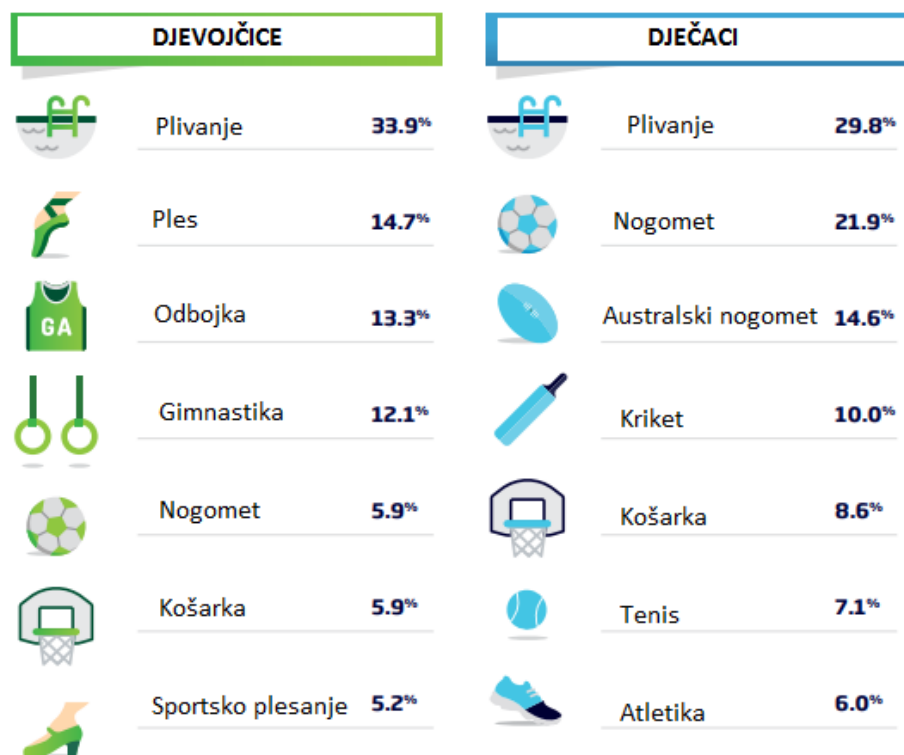 DJEVOJČICE
Plivanje 33.9%
Ples 14.7%
GA
Odbojka 13.3%
Gimnastika 12.1%
Nogomet 5.9%
Košarka 5.9%
Sportsko plesanje 5.2%
DJEČACI
Plivanje 29.8%
Nogomet 21.9%
Australski nogomet 14.6%
Kriket 10.0%
Košarka 8.6%
Tenis 7.1%
Atletika 6.0%